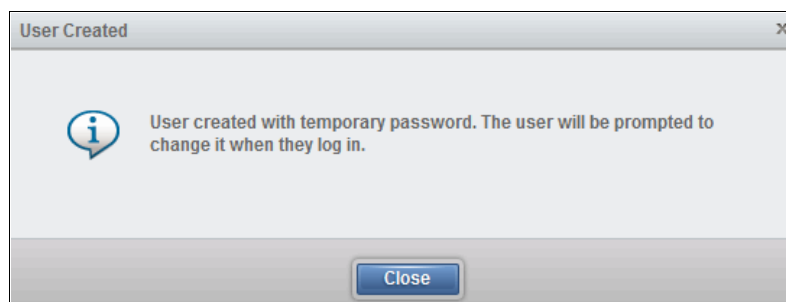 User Created
x
User created with temporary password. The user will be prompted to
change it when they log in.
Close